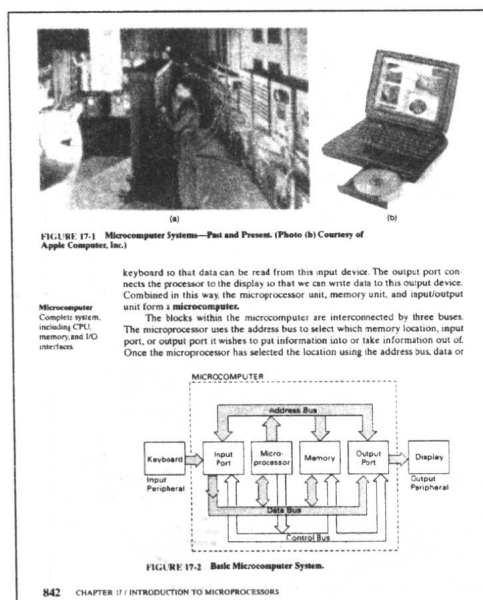 (a)
(b)
FIGURE 17-1 Microcomputer Systems—Past and Present. (Photo (b) Courtesy of
Apple Computer, Inc.)
keyboard so that data can be read from this input device. The output port con-
nects the processor to the display so that we can write data to this output device.
Combined in this way, the microprocessor unit, memory unit, and input/output
unit form a microcomputer.
Microcomputer
Complete system,
including CPU,
memory, and I/O
interfaces.
The blocks within the microcomputer are interconnected by three buses.
The microprocessor uses the address bus to select which memory location, input
port, or output port it wishes to put information into or take information out of.
Once the microprocessor has selected the location using the address bus, data or
MICROCOMPUTER
Address Bus
Keyboard
Input
Port
Micro-
processor
Memory
Output
Port
Display
Input
Peripheral
Output
Peripheral
Data Bus
Control Bus
FIGURE 17-2 Basic Microcomputer System.
842 CHAPTER 17 / INTRODUCTION TO MICROPROCESSORS